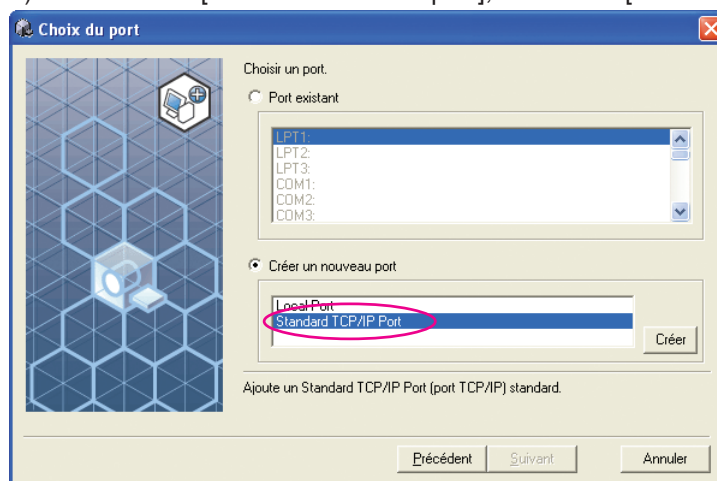 Choix du port
Choisir un port.
Port existant
LPT1:
LPT2:
LPT3:
COM1:
COM2:
COM3:
Créer un nouveau port
Local Port
Standard TCP/IP Port
Créer
Ajoute un Standard TCP/IP Port (port TCP/IP) standard.
Précédent
Suivant
Annuler